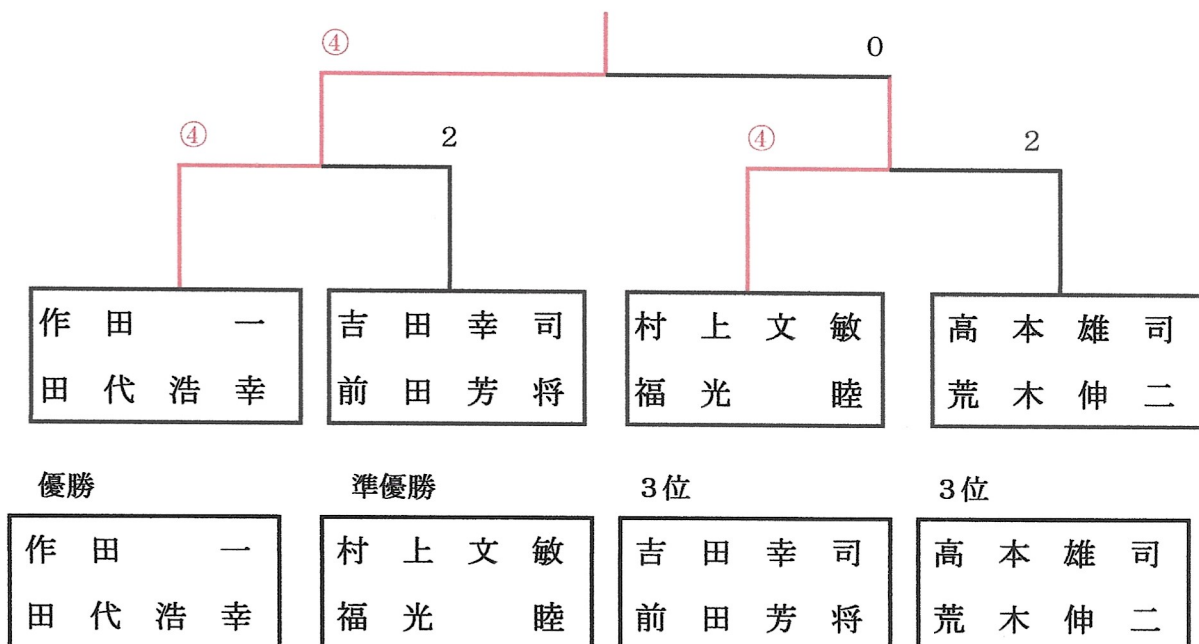 ④ 0
④ 2 ④ 2
作田 一 吉田幸司 村上文敏 高本雄司
田代浩幸 前田芳将 福光 睦 荒木伸二
優勝 準優勝 3位 3位
作田 一 村上文敏 吉田幸司 高本雄司
田代浩幸 福光 睦 前田芳将 荒木伸二